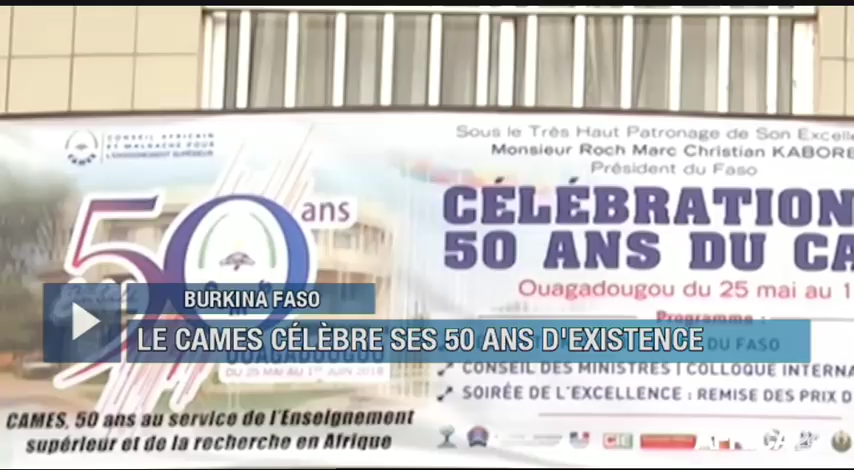 CONSEIL AFRICAIN
ET MALGACHE POUR
L'ENSEIGNEMENT SUPÉRIEUR
50 ans
Sous le Très Haut Patronage de Son Excelle
Monsieur Roch Marc Christian KABORE
Président du Faso
CÉLÉBRATION
50 ANS DU CA
Ouagadougou du 25 mai au 1
Programme :
BURKINA FASO
LE CAMES CÉLÈBRE SES 50 ANS D'EXISTENCE
DU FASO
OUAGADOUGOU
DU 25 MAI AU 1ER JUIN 2018
CONSEIL DES MINISTRES | COLLOQUE INTERNA
SOIRÉE DE L'EXCELLENCE : REMISE DES PRIX D
CAMES, 50 ans au service de l'Enseignement
supérieur et de la recherche en Afrique
CIE
AFRICA